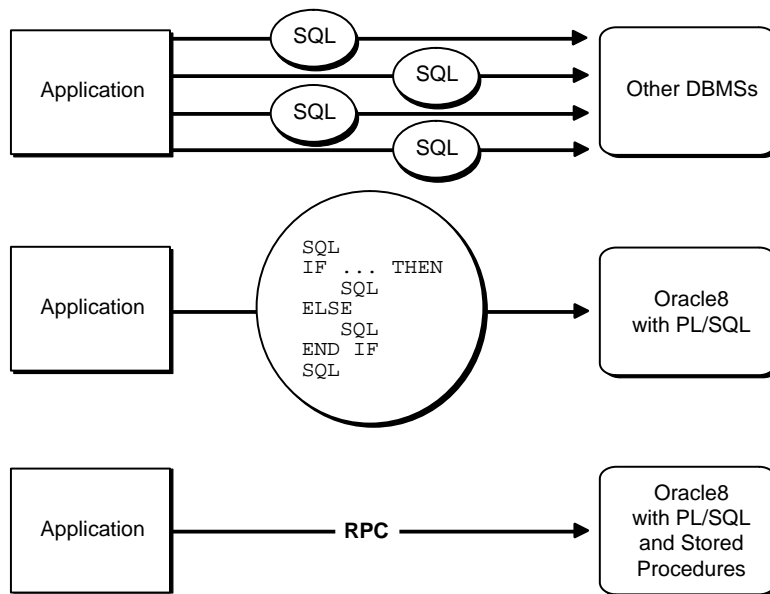 SQL
SQL
Application
Other DBMSs
SQL
SQL
SQL
IF ... THEN
    SQL
ELSE
    SQL
END IF
SQL
Application
Oracle8
with PL/SQL
Application
RPC
Oracle8
with PL/SQL
and Stored
Procedures